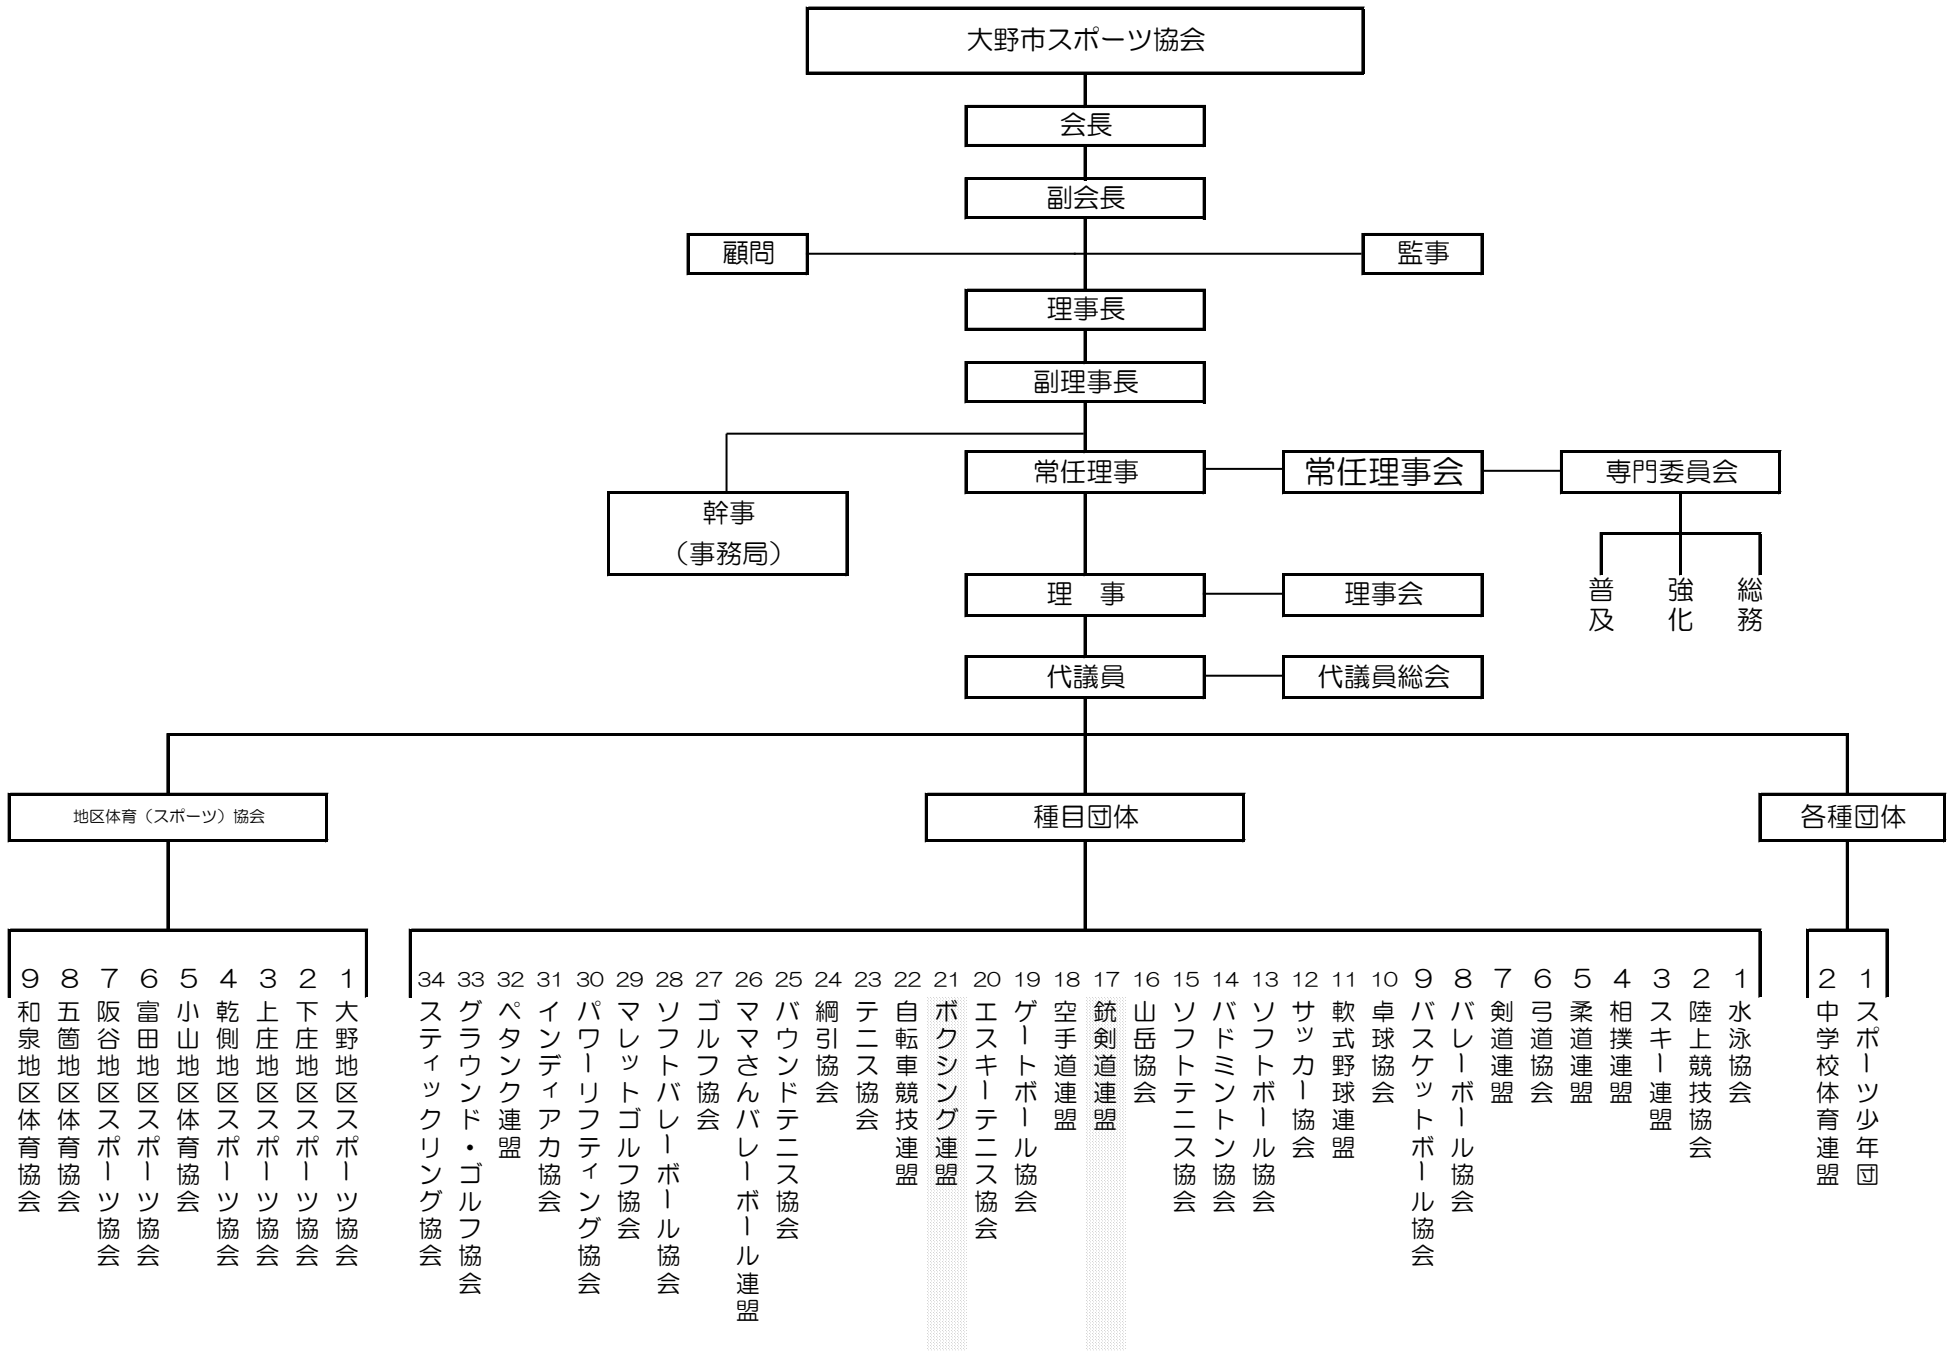 大野市スポーツ協会
会長
副会長
顧問
監事
理事長
副理事長
常任理事
常任理事会
専門委員会
幹事
（事務局）
普及
強化
総務
理　事
理事会
代議員
代議員総会
地区体育（スポーツ）協会
種目団体
各種団体
1 スポーツ少年団
2 中学校体育連盟
1 水泳協会
2 陸上競技協会
3 スキー連盟
4 相撲連盟
5 柔道連盟
6 弓道協会
7 剣道連盟
8 バレーボール協会
9 バスケットボール協会
10 卓球協会
11 軟式野球連盟
12 サッカー協会
13 ソフトボール協会
14 バドミントン協会
15 ソフトテニス協会
16 山岳協会
17 銃剣道連盟
18 空手道連盟
19 ゲートボール協会
20 エスキーテニス協会
21 ボクシング連盟
22 自転車競技連盟
23 テニス協会
24 綱引協会
25 バウンドテニス協会
26 ママさんバレーボール連盟
27 ゴルフ協会
28 ソフトバレーボール協会
29 マレットゴルフ協会
30 パワーリフティング協会
31 インディアカ協会
32 ペタンク連盟
33 グラウンド・ゴルフ協会
34 スティックリング協会
1 大野地区スポーツ協会
2 下庄地区スポーツ協会
3 上庄地区スポーツ協会
4 乾側地区スポーツ協会
5 小山地区体育協会
6 富田地区スポーツ協会
7 阪谷地区スポーツ協会
8 五箇地区体育協会
9 和泉地区体育協会